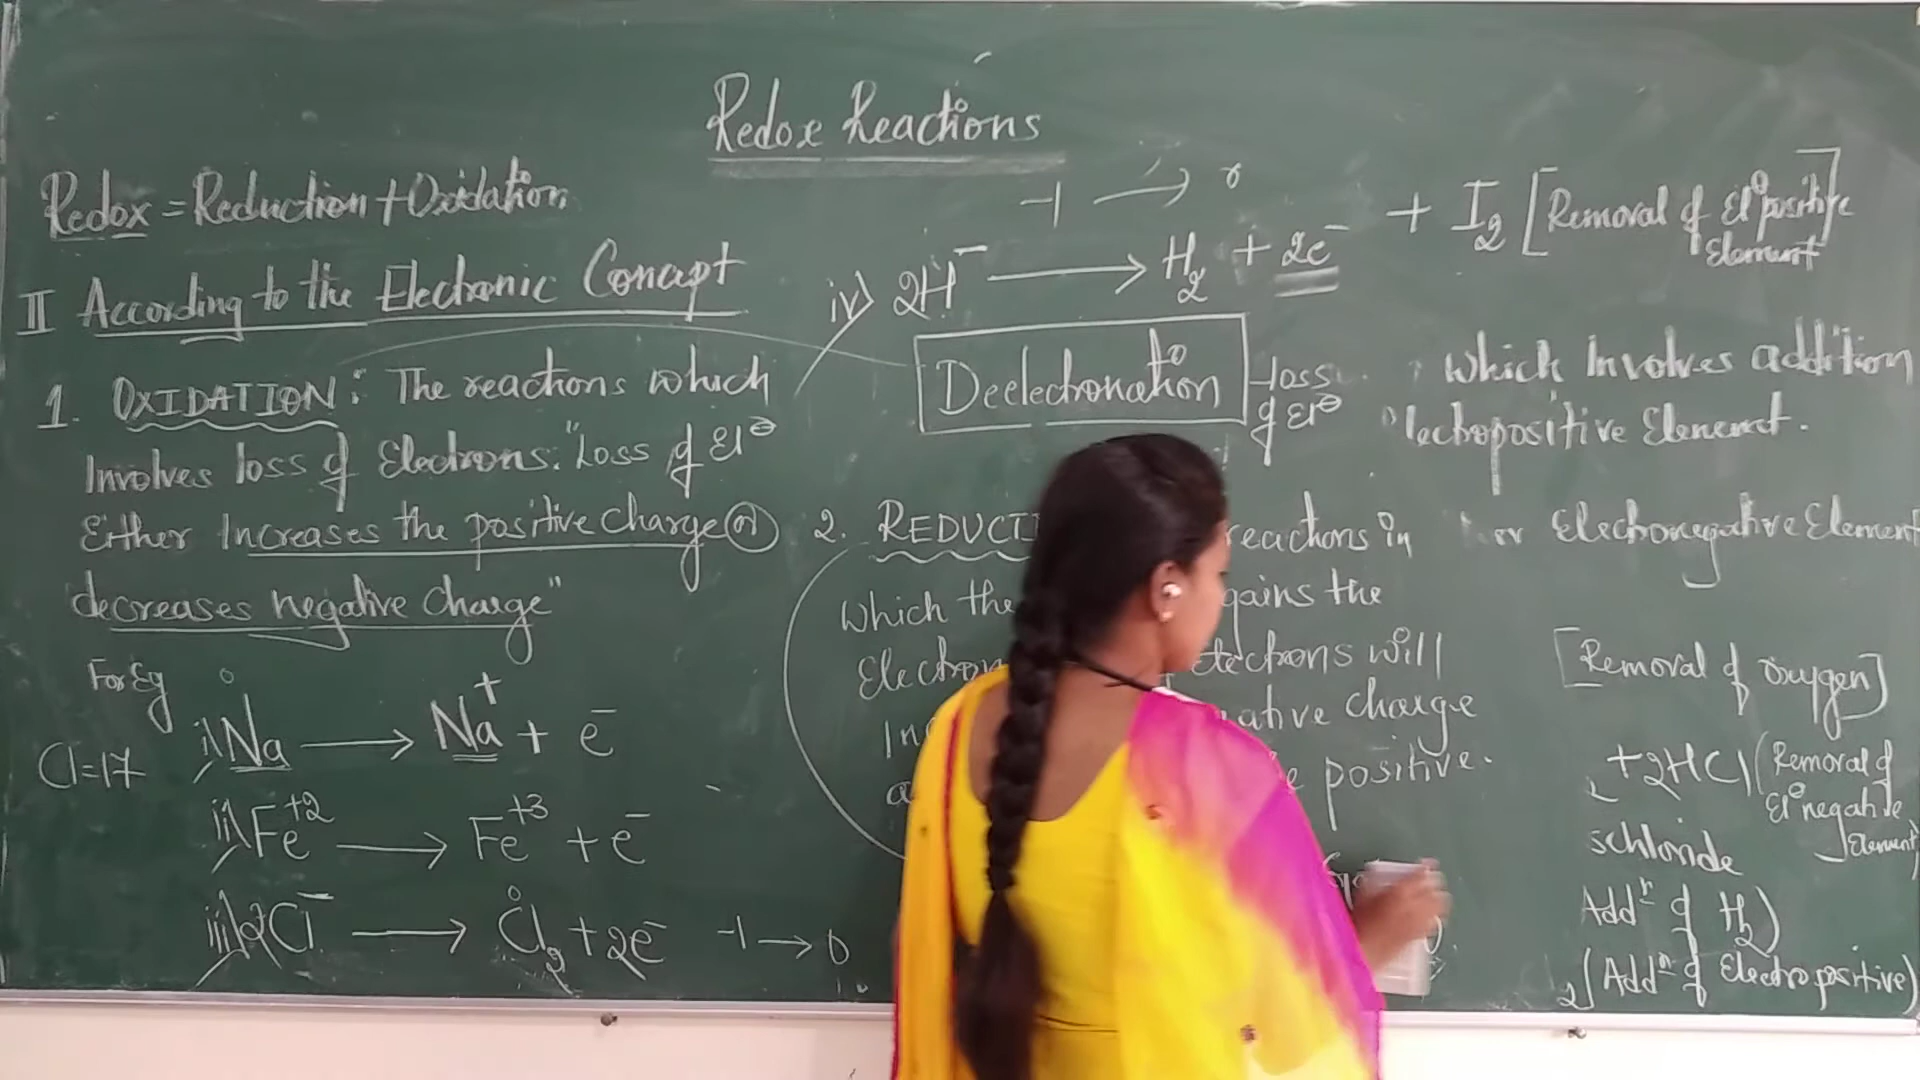 Redox Reactions
Redox = Reduction + Oxidation
II According to the Electronic Concept
1. OXIDATION: The reactions which
Involves loss of Electrons. "Loss of El⊖
Either Increases the positive charge (or)
decreases negative charge"
For Eg
Cl=17
i) Na → Na⁺ + e⁻
ii) Fe⁺² → Fe⁺³ + e⁻
iii) 2Cl⁻ → Cl₂ + 2e⁻ -1 → 0
-1 → 0
iv) 2H⁻ → H₂ + 2e⁻
Deelectronation
loss
of El⊖
2. REDUCTI reactions in
which the gains the
Electron Electrons will
In ative charge
a e positive.
+ I₂ [Removal of El positive
Element]
which Involves addition
lectropositive Element.
or Electronegative Element
[Removal of oxygen]
₂ + 2HCl (Removal of
El negative
Element)
schloride
Addⁿ of H₂)
₂ (Addⁿ of Electropositive)